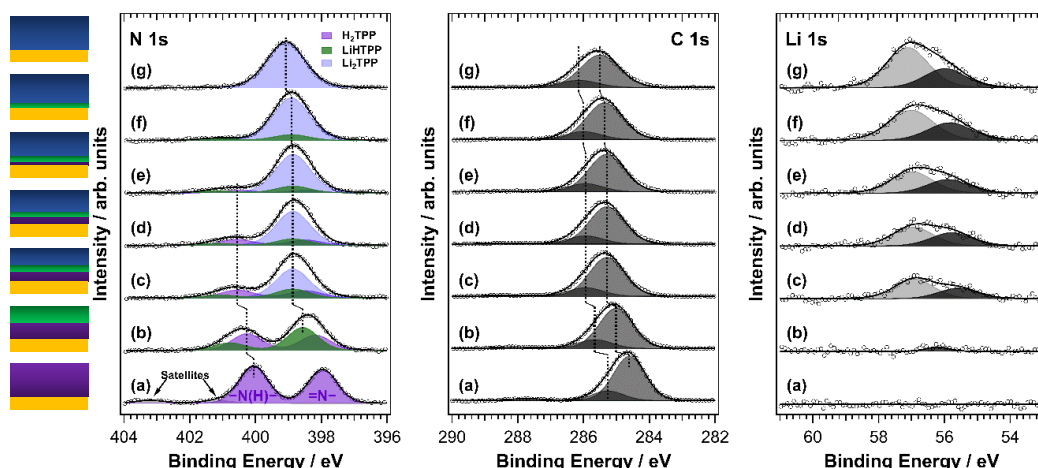 N 1s
H₂TPP
LiHTPP
Li₂TPP
(g)
(f)
(e)
(d)
(c)
(b)
(a)
Satellites
−N(H)−
=N−
Intensity / arb. units
404 402 400 398 396
Binding Energy / eV
C 1s
(g)
(f)
(e)
(d)
(c)
(b)
(a)
Intensity / arb. units
290 288 286 284 282
Binding Energy / eV
Li 1s
(g)
(f)
(e)
(d)
(c)
(b)
(a)
Intensity / arb. units
60 58 56 54
Binding Energy / eV